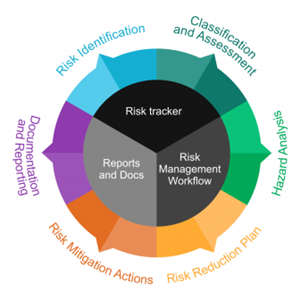 Risk Identification
Classification
and Assessment
Hazard Analysis
Risk Reduction Plan
Risk Mitigation Actions
Documentation
and Reporting
Risk tracker
Risk
Management
Workflow
Reports
and Docs